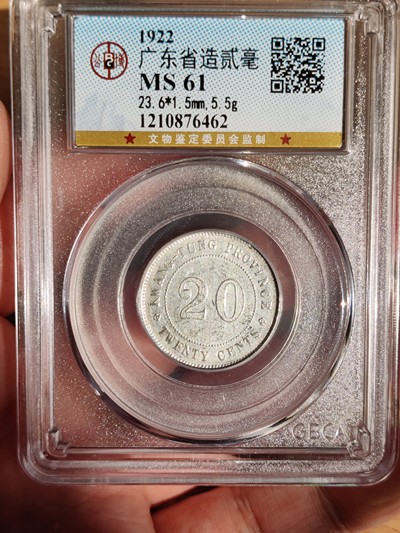 1922
广东省造贰毫
MS 61
23.6*1.5mm,5.5g
1210876462
★ 文物鉴定委员会监制 ★
KWANG-TUNG PROVINCE
20
TWENTY CENTS
GBCA